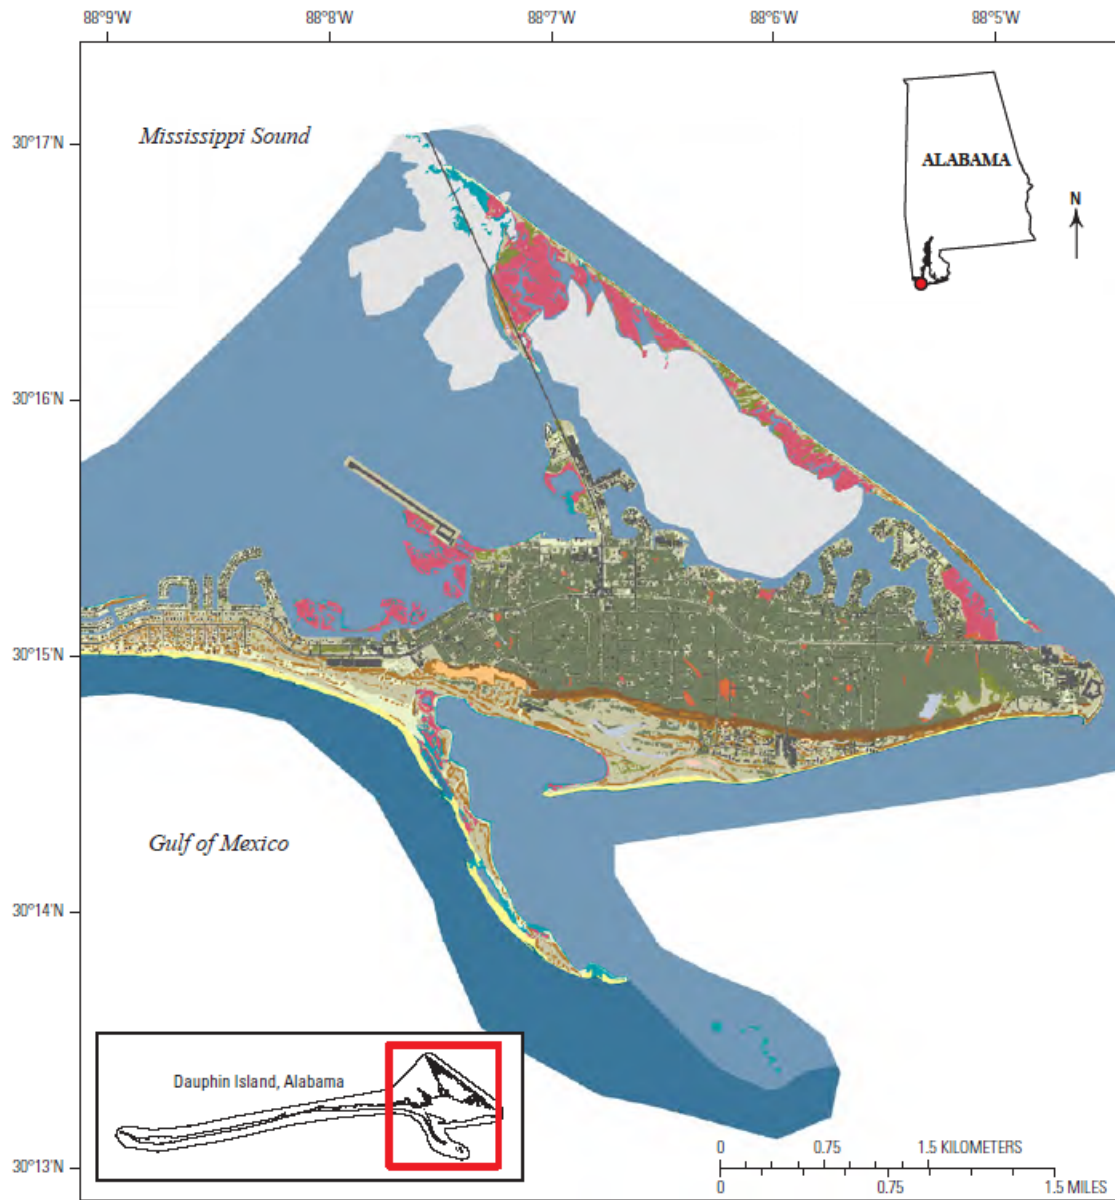 88°9'W 88°8'W 88°7'W 88°6'W 88°5'W
30°17'N
Mississippi Sound
ALABAMA
N
30°16'N
30°15'N
Gulf of Mexico
30°14'N
Dauphin Island, Alabama
0 0.75 1.5 KILOMETERS
30°13'N
0 0.75 1.5 MILES